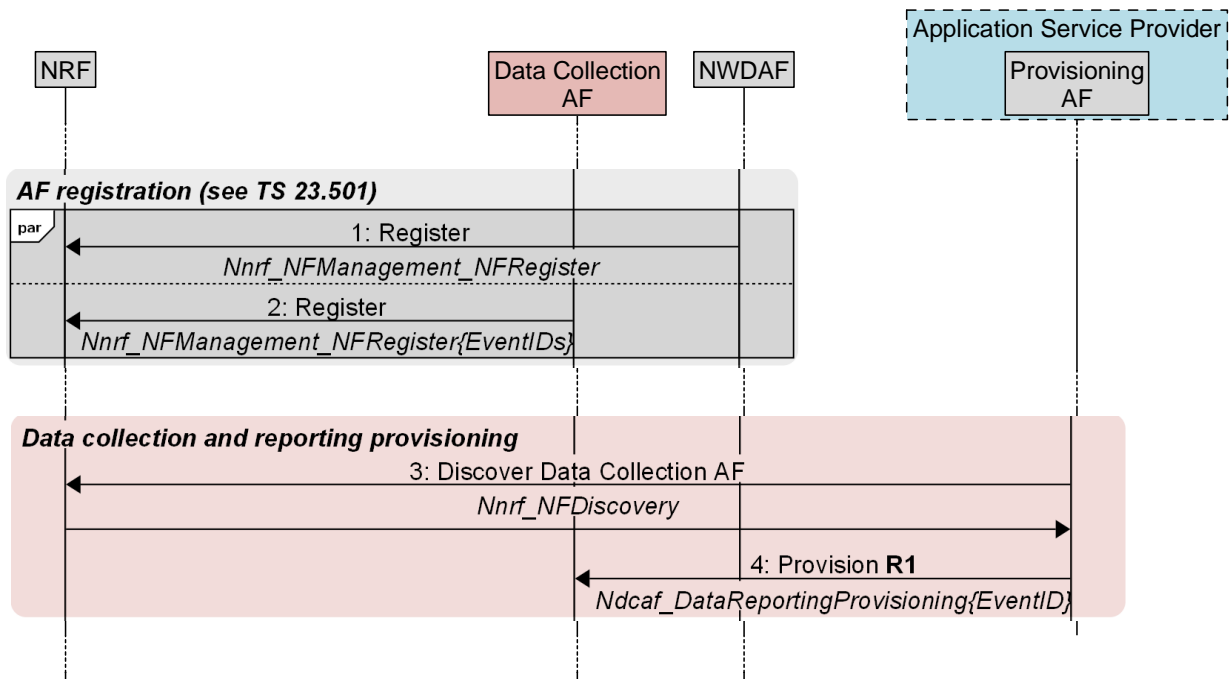 Application Service Provider
NRF
Data Collection
AF
NWDAF
Provisioning
AF
AF registration (see TS 23.501)
par
1: Register
Nnrf_NFManagement_NFRegister
2: Register
Nnrf_NFManagement_NFRegister{EventIDs}
Data collection and reporting provisioning
3: Discover Data Collection AF
Nnrf_NFDiscovery
4: Provision R1
Ndcaf_DataReportingProvisioning{EventID}